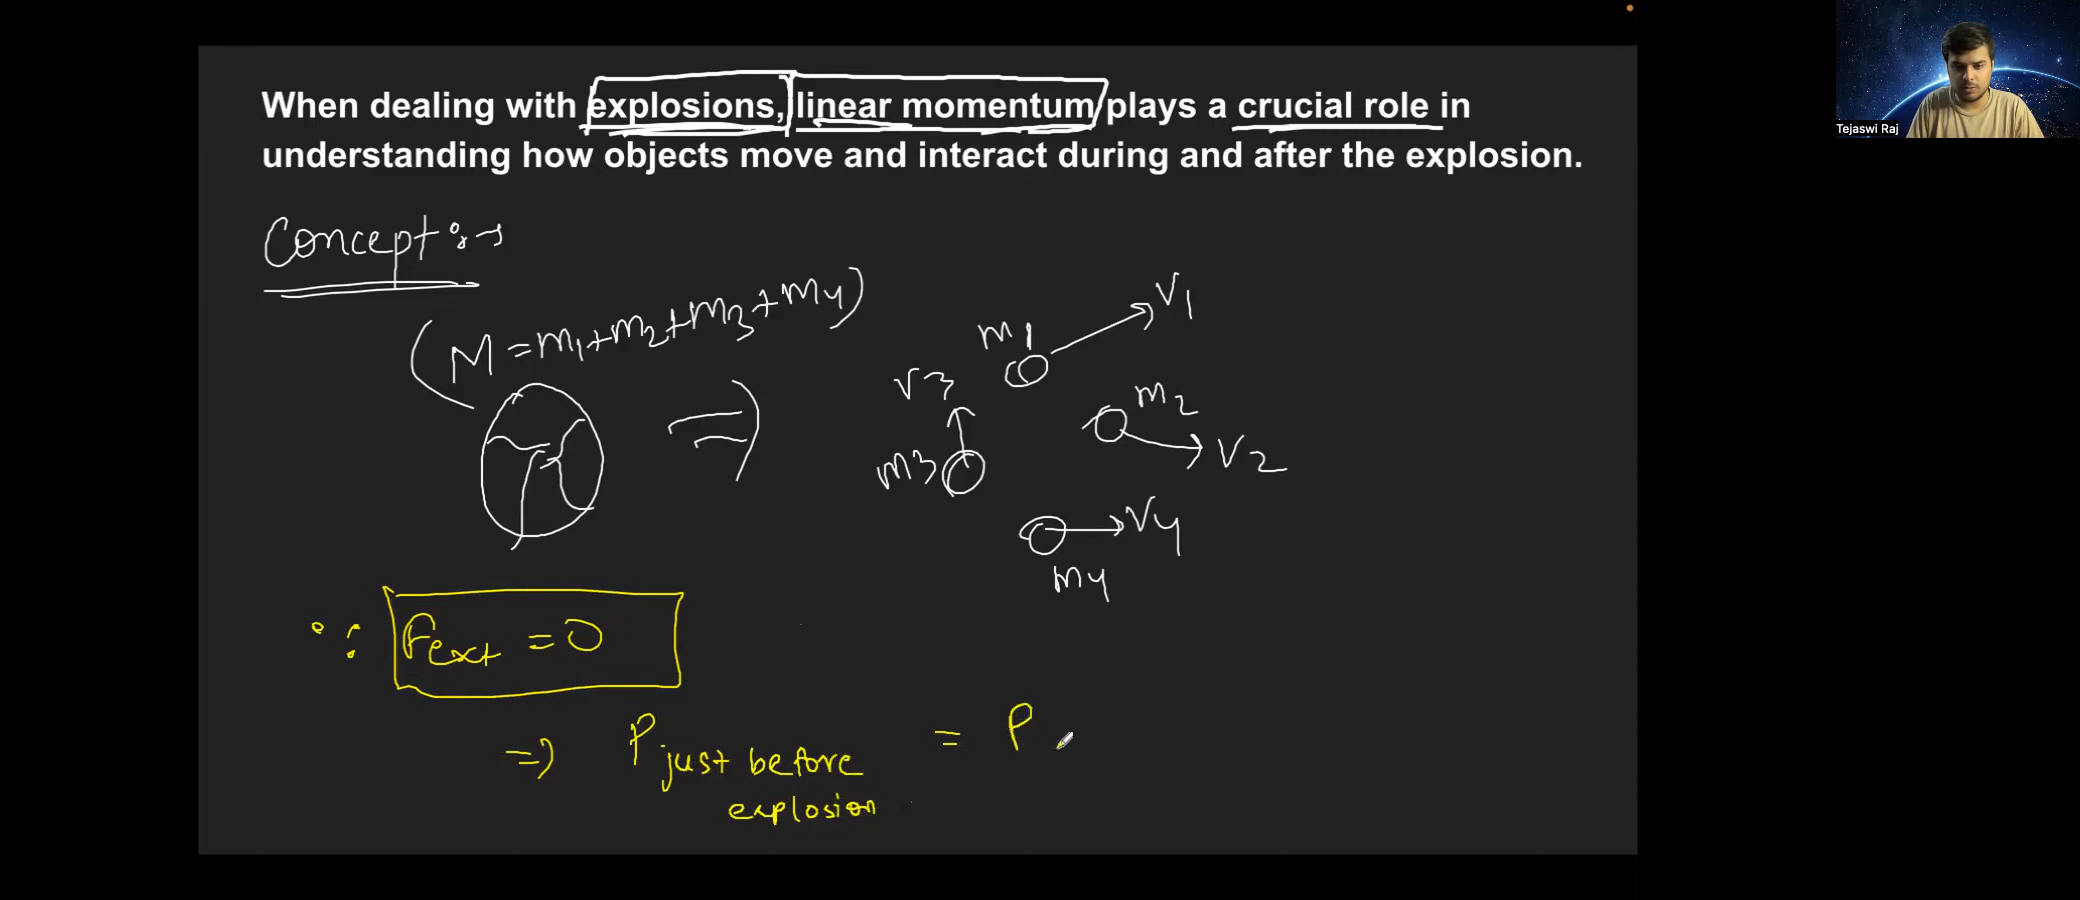 When dealing with explosions, linear momentum plays a crucial role in
understanding how objects move and interact during and after the explosion.
Tejaswi Raj
Concept :→
(M = m1 + m2 + m3 + m4)
⇒
m1 V1
V3
m2
m3
V2
V4
m4
∵ Fext = 0
⇒ P just before = P
explosion